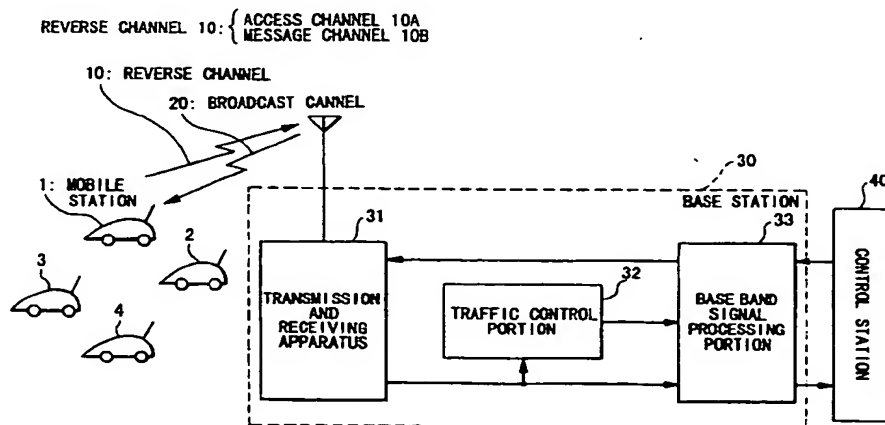 REVERSE CHANNEL 10: { ACCESS CHANNEL 10A
MESSAGE CHANNEL 10B
10: REVERSE CHANNEL
20: BROADCAST CANNEL
1: MOBILE
STATION
2
3
4
30
BASE STATION
31
TRANSMISSION
AND
RECEIVING
APPARATUS
32
TRAFFIC CONTROL
PORTION
33
BASE BAND
SIGNAL
PROCESSING
PORTION
40
CONTROL STATION